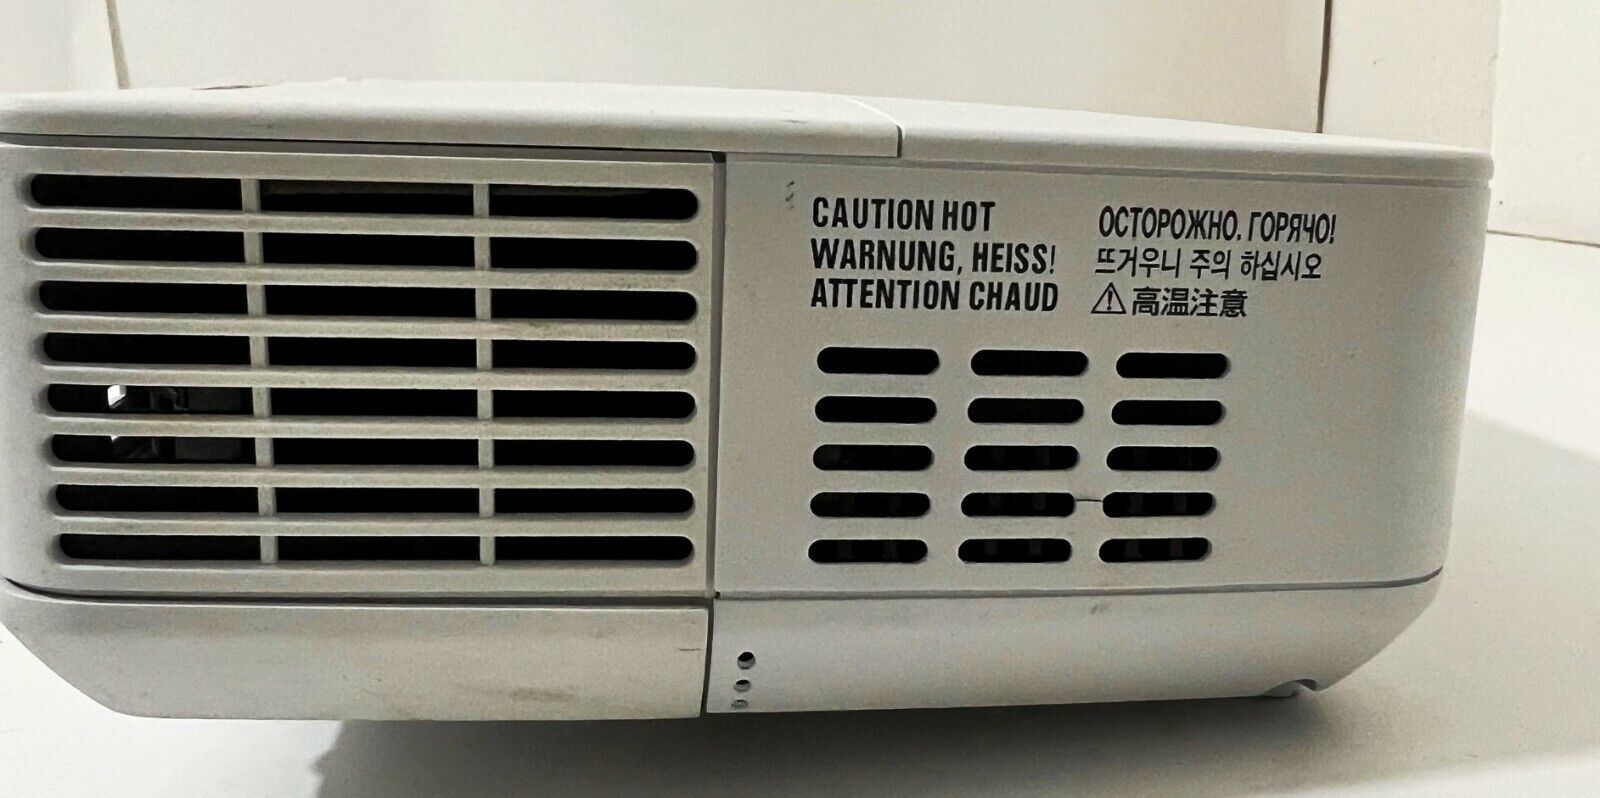 CAUTION HOT
WARNUNG, HEISS!
ATTENTION CHAUD
ОСТОРОЖНО. ГОРЯЧО!
뜨거우니 주의 하십시오
⚠高温注意